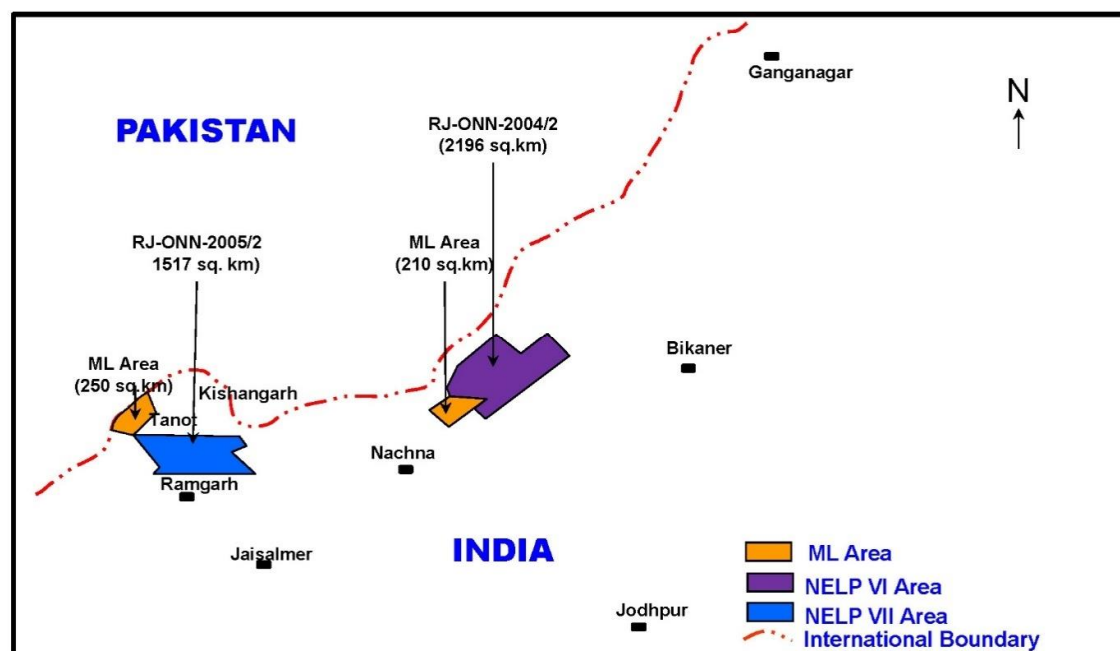 Ganganagar
N
PAKISTAN
RJ-ONN-2004/2
(2196 sq.km)
RJ-ONN-2005/2
1517 sq. km)
ML Area
(210 sq.km)
ML Area
(250 sq.km)
Kishangarh
Bikaner
Tanot
Nachna
Ramgarh
Jaisalmer
INDIA
Jodhpur
ML Area
NELP VI Area
NELP VII Area
International Boundary